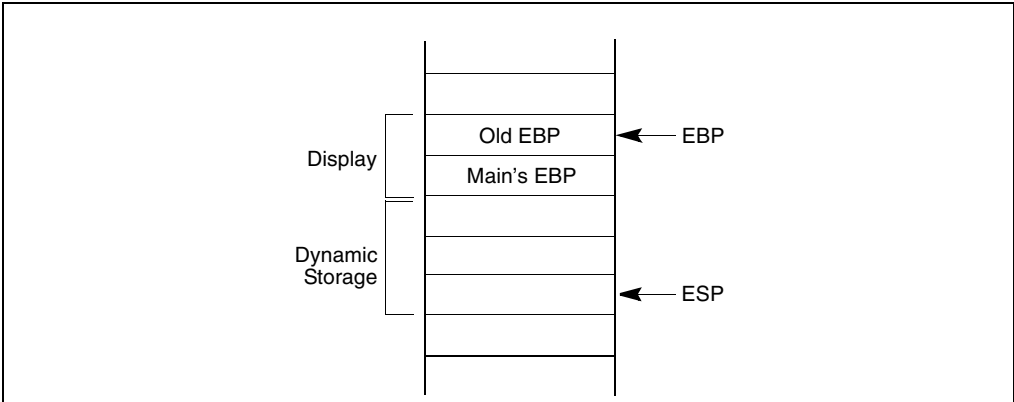 Old EBP
EBP
Display
Main's EBP
Dynamic
Storage
ESP